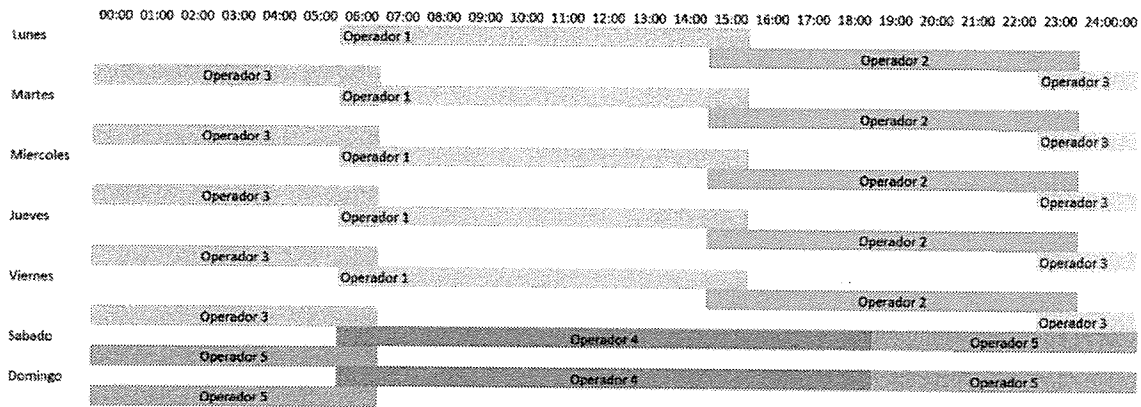 00:00 01:00 02:00 03:00 04:00 05:00 06:00 07:00 08:00 09:00 10:00 11:00 12:00 13:00 14:00 15:00 16:00 17:00 18:00 19:00 20:00 21:00 22:00 23:00 24:00:00
Lunes Operador 1
Operador 2
Operador 3 Operador 3
Martes Operador 1
Operador 2
Operador 3 Operador 3
Miercoles Operador 1
Operador 2
Operador 3 Operador 3
Jueves Operador 1
Operador 2
Operador 3 Operador 3
Viernes Operador 1
Operador 2
Operador 3 Operador 3
Sabado Operador 4 Operador 5
Operador 5
Domingo Operador 4 Operador 5
Operador 5